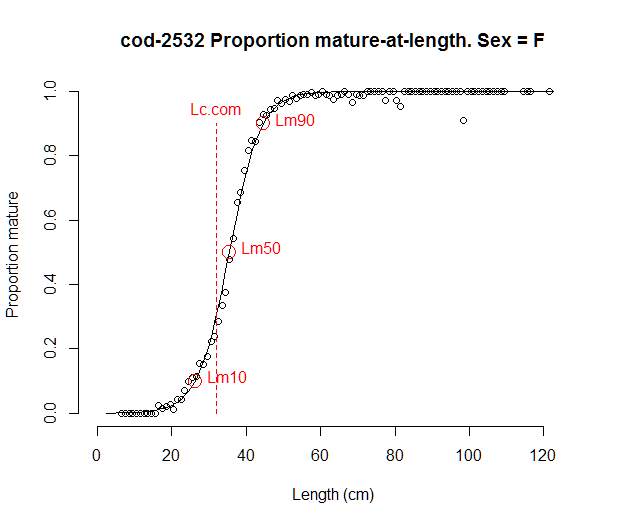 cod-2532 Proportion mature-at-length. Sex = F
Proportion mature
1.0
0.8
0.6
0.4
0.2
0.0
Lc.com
Lm90
Lm50
Lm10
0 20 40 60 80 100 120
Length (cm)